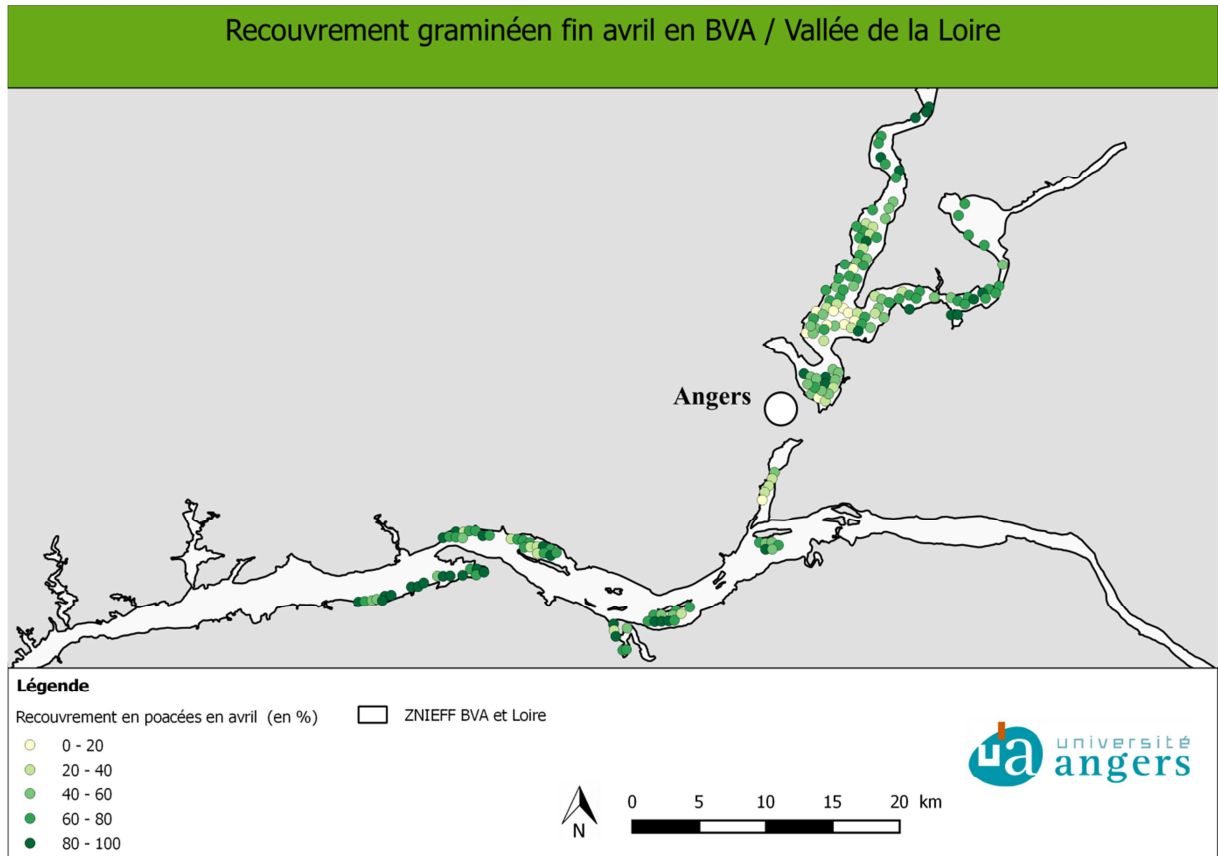 Recouvrement graminéen fin avril en BVA / Vallée de la Loire
Angers
Légende
Recouvrement en poacées en avril (en %)
ZNIEFF BVA et Loire
0 - 20
20 - 40
40 - 60
60 - 80
80 - 100
N
0 5 10 15 20 km
ua
université
angers